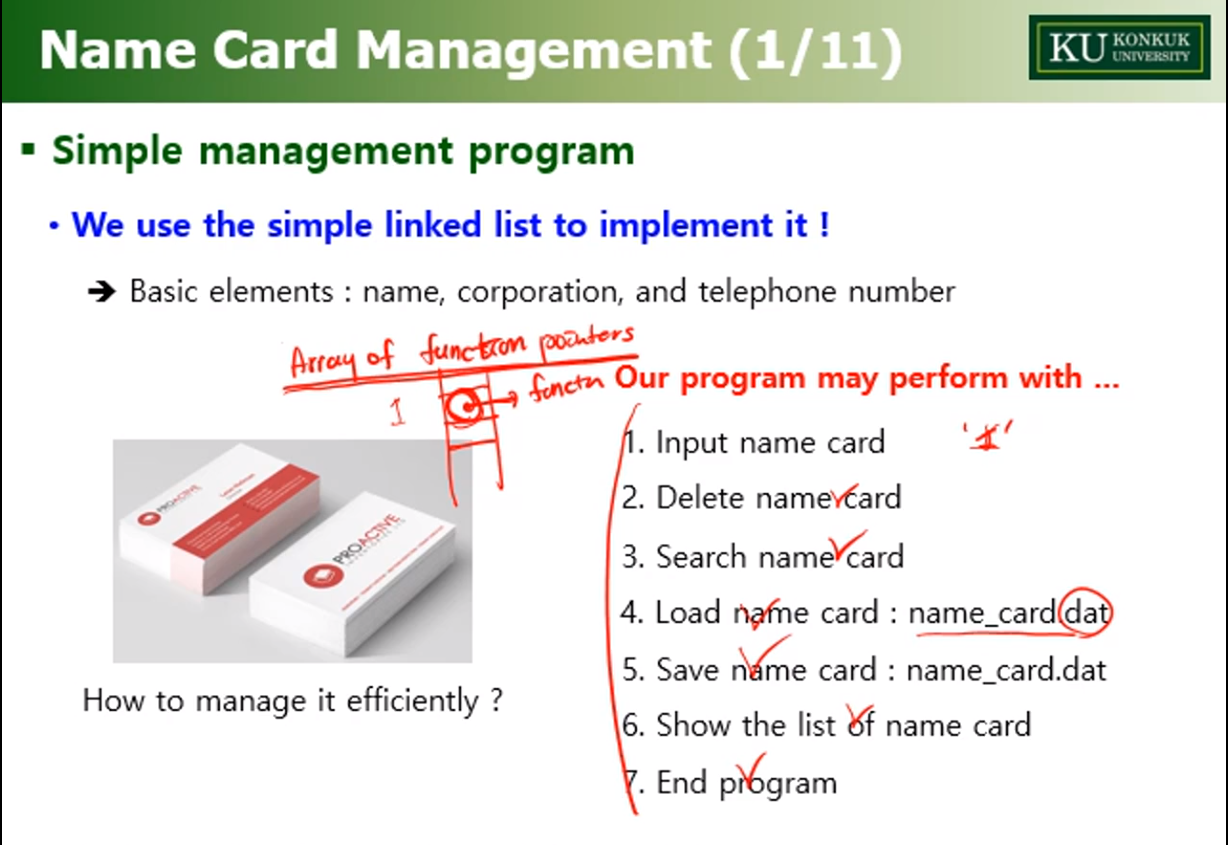 Name Card Management (1/11)
KU KONKUK
UNIVERSITY
▪ Simple management program
• We use the simple linked list to implement it !
➔ Basic elements : name, corporation, and telephone number
Array of function pointers
1
functn
Our program may perform with ...
1. Input name card
'1'
2. Delete name card
3. Search name card
4. Load name card : name_card.dat
5. Save name card : name_card.dat
6. Show the list of name card
7. End program
PROACTIVE
PROACTIVE
How to manage it efficiently ?